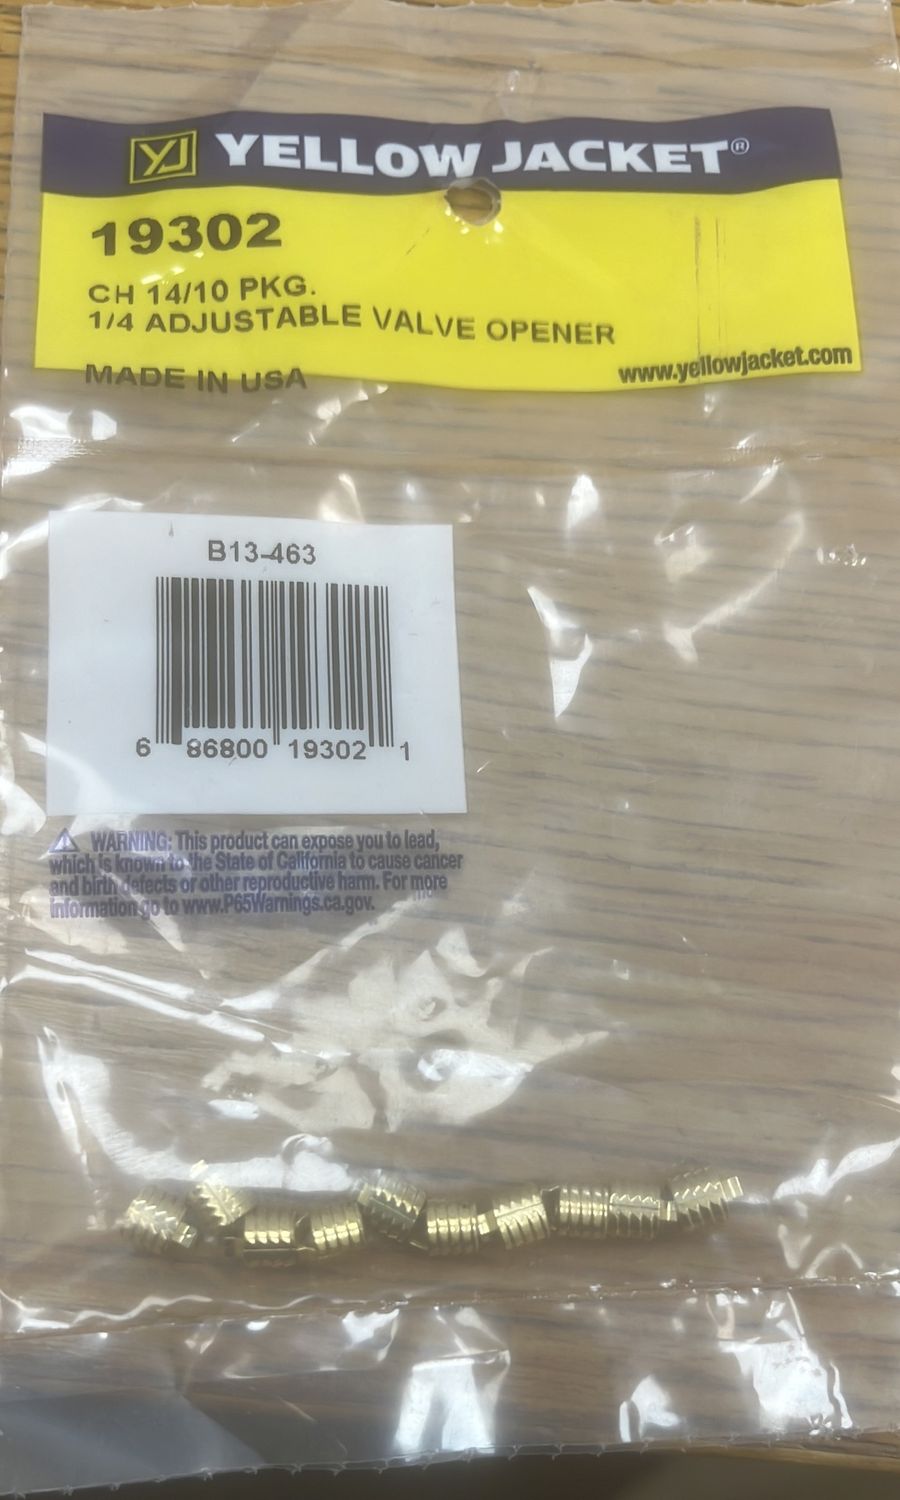 YJ YELLOW JACKET®
19302
CH 14/10 PKG.
1/4 ADJUSTABLE VALVE OPENER
MADE IN USA
www.yellowjacket.com
B13-463
6 86800 19302 1
WARNING: This product can expose you to lead,
which is known to the State of California to cause cancer
and birth defects or other reproductive harm. For more
information go to www.P65Warnings.ca.gov.